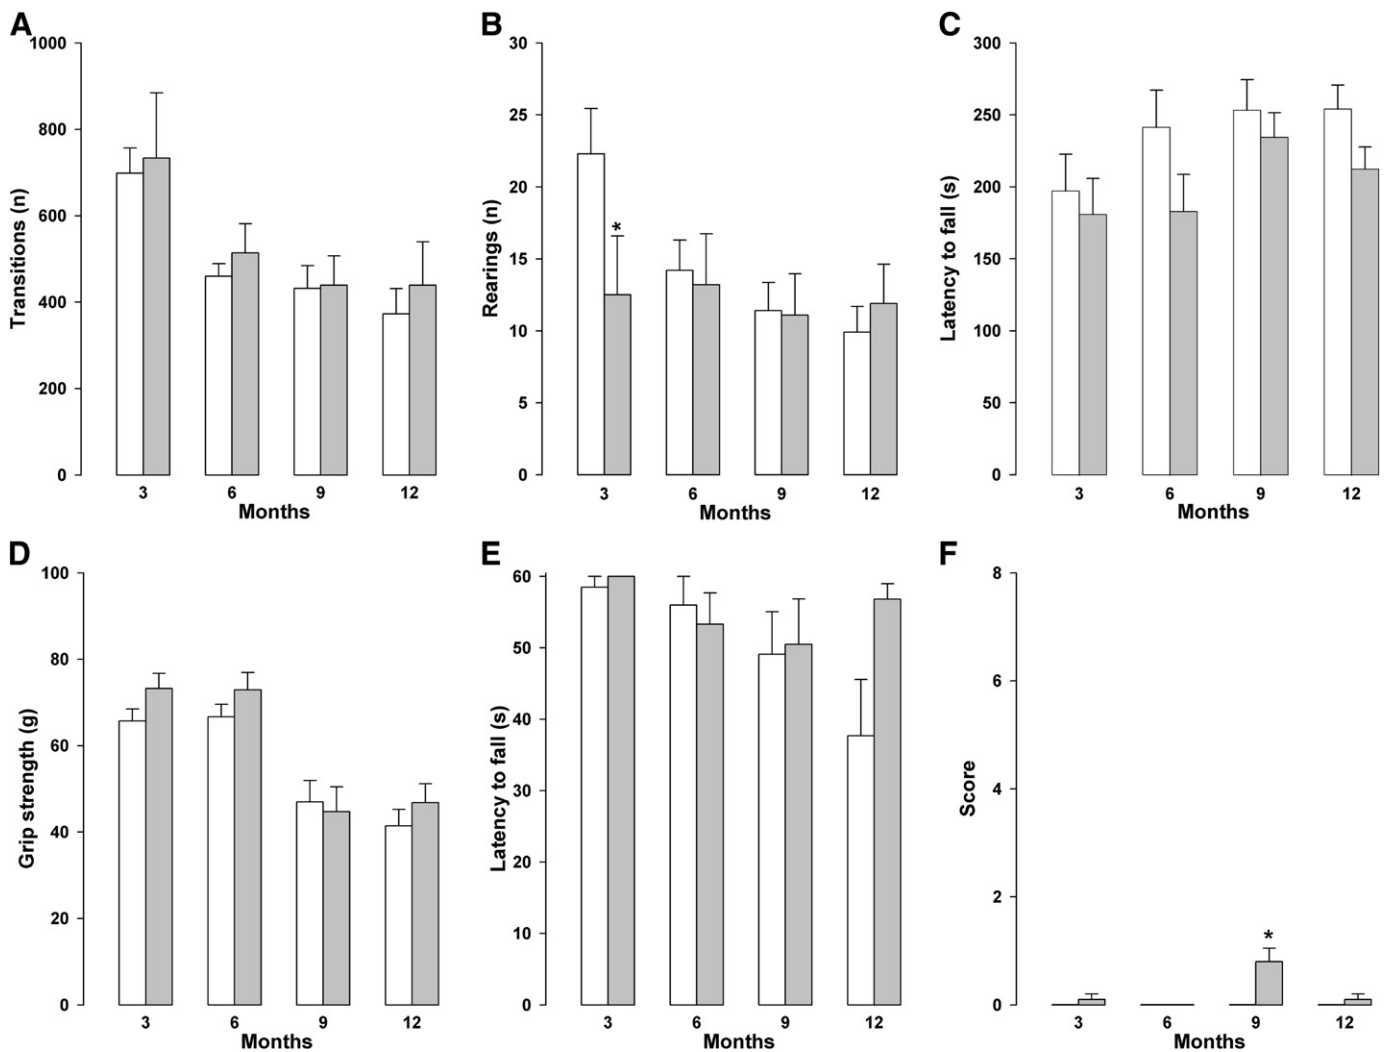 A
1000
800
600
400
200
0
Transitions (n)
3 6 9 12
Months
B
30
25
20
15
10
5
0
Rearings (n)
*
3 6 9 12
Months
C
300
250
200
150
100
50
0
Latency to fall (s)
3 6 9 12
Months
D
100
80
60
40
20
0
Grip strength (g)
3 6 9 12
Months
E
60
50
40
30
20
10
0
Latency to fall (s)
3 6 9 12
Months
F
8
6
4
2
0
Score
*
3 6 9 12
Months